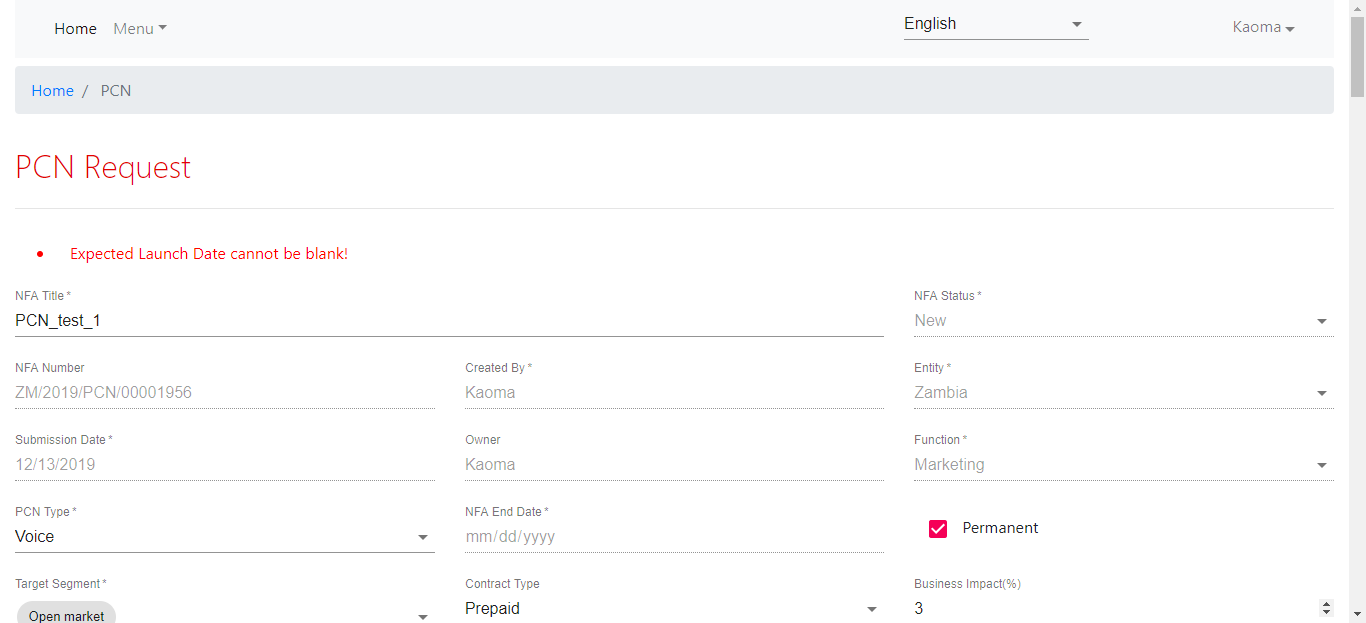 Home Menu English Kaoma
Home / PCN
PCN Request
• Expected Launch Date cannot be blank!
NFA Title * NFA Status *
PCN_test_1 New
NFA Number Created By * Entity *
ZM/2019/PCN/00001956 Kaoma Zambia
Submission Date * Owner Function *
12/13/2019 Kaoma Marketing
PCN Type * NFA End Date *
Voice mm/dd/yyyy Permanent
Target Segment * Contract Type Business Impact(%)
Open market Prepaid 3